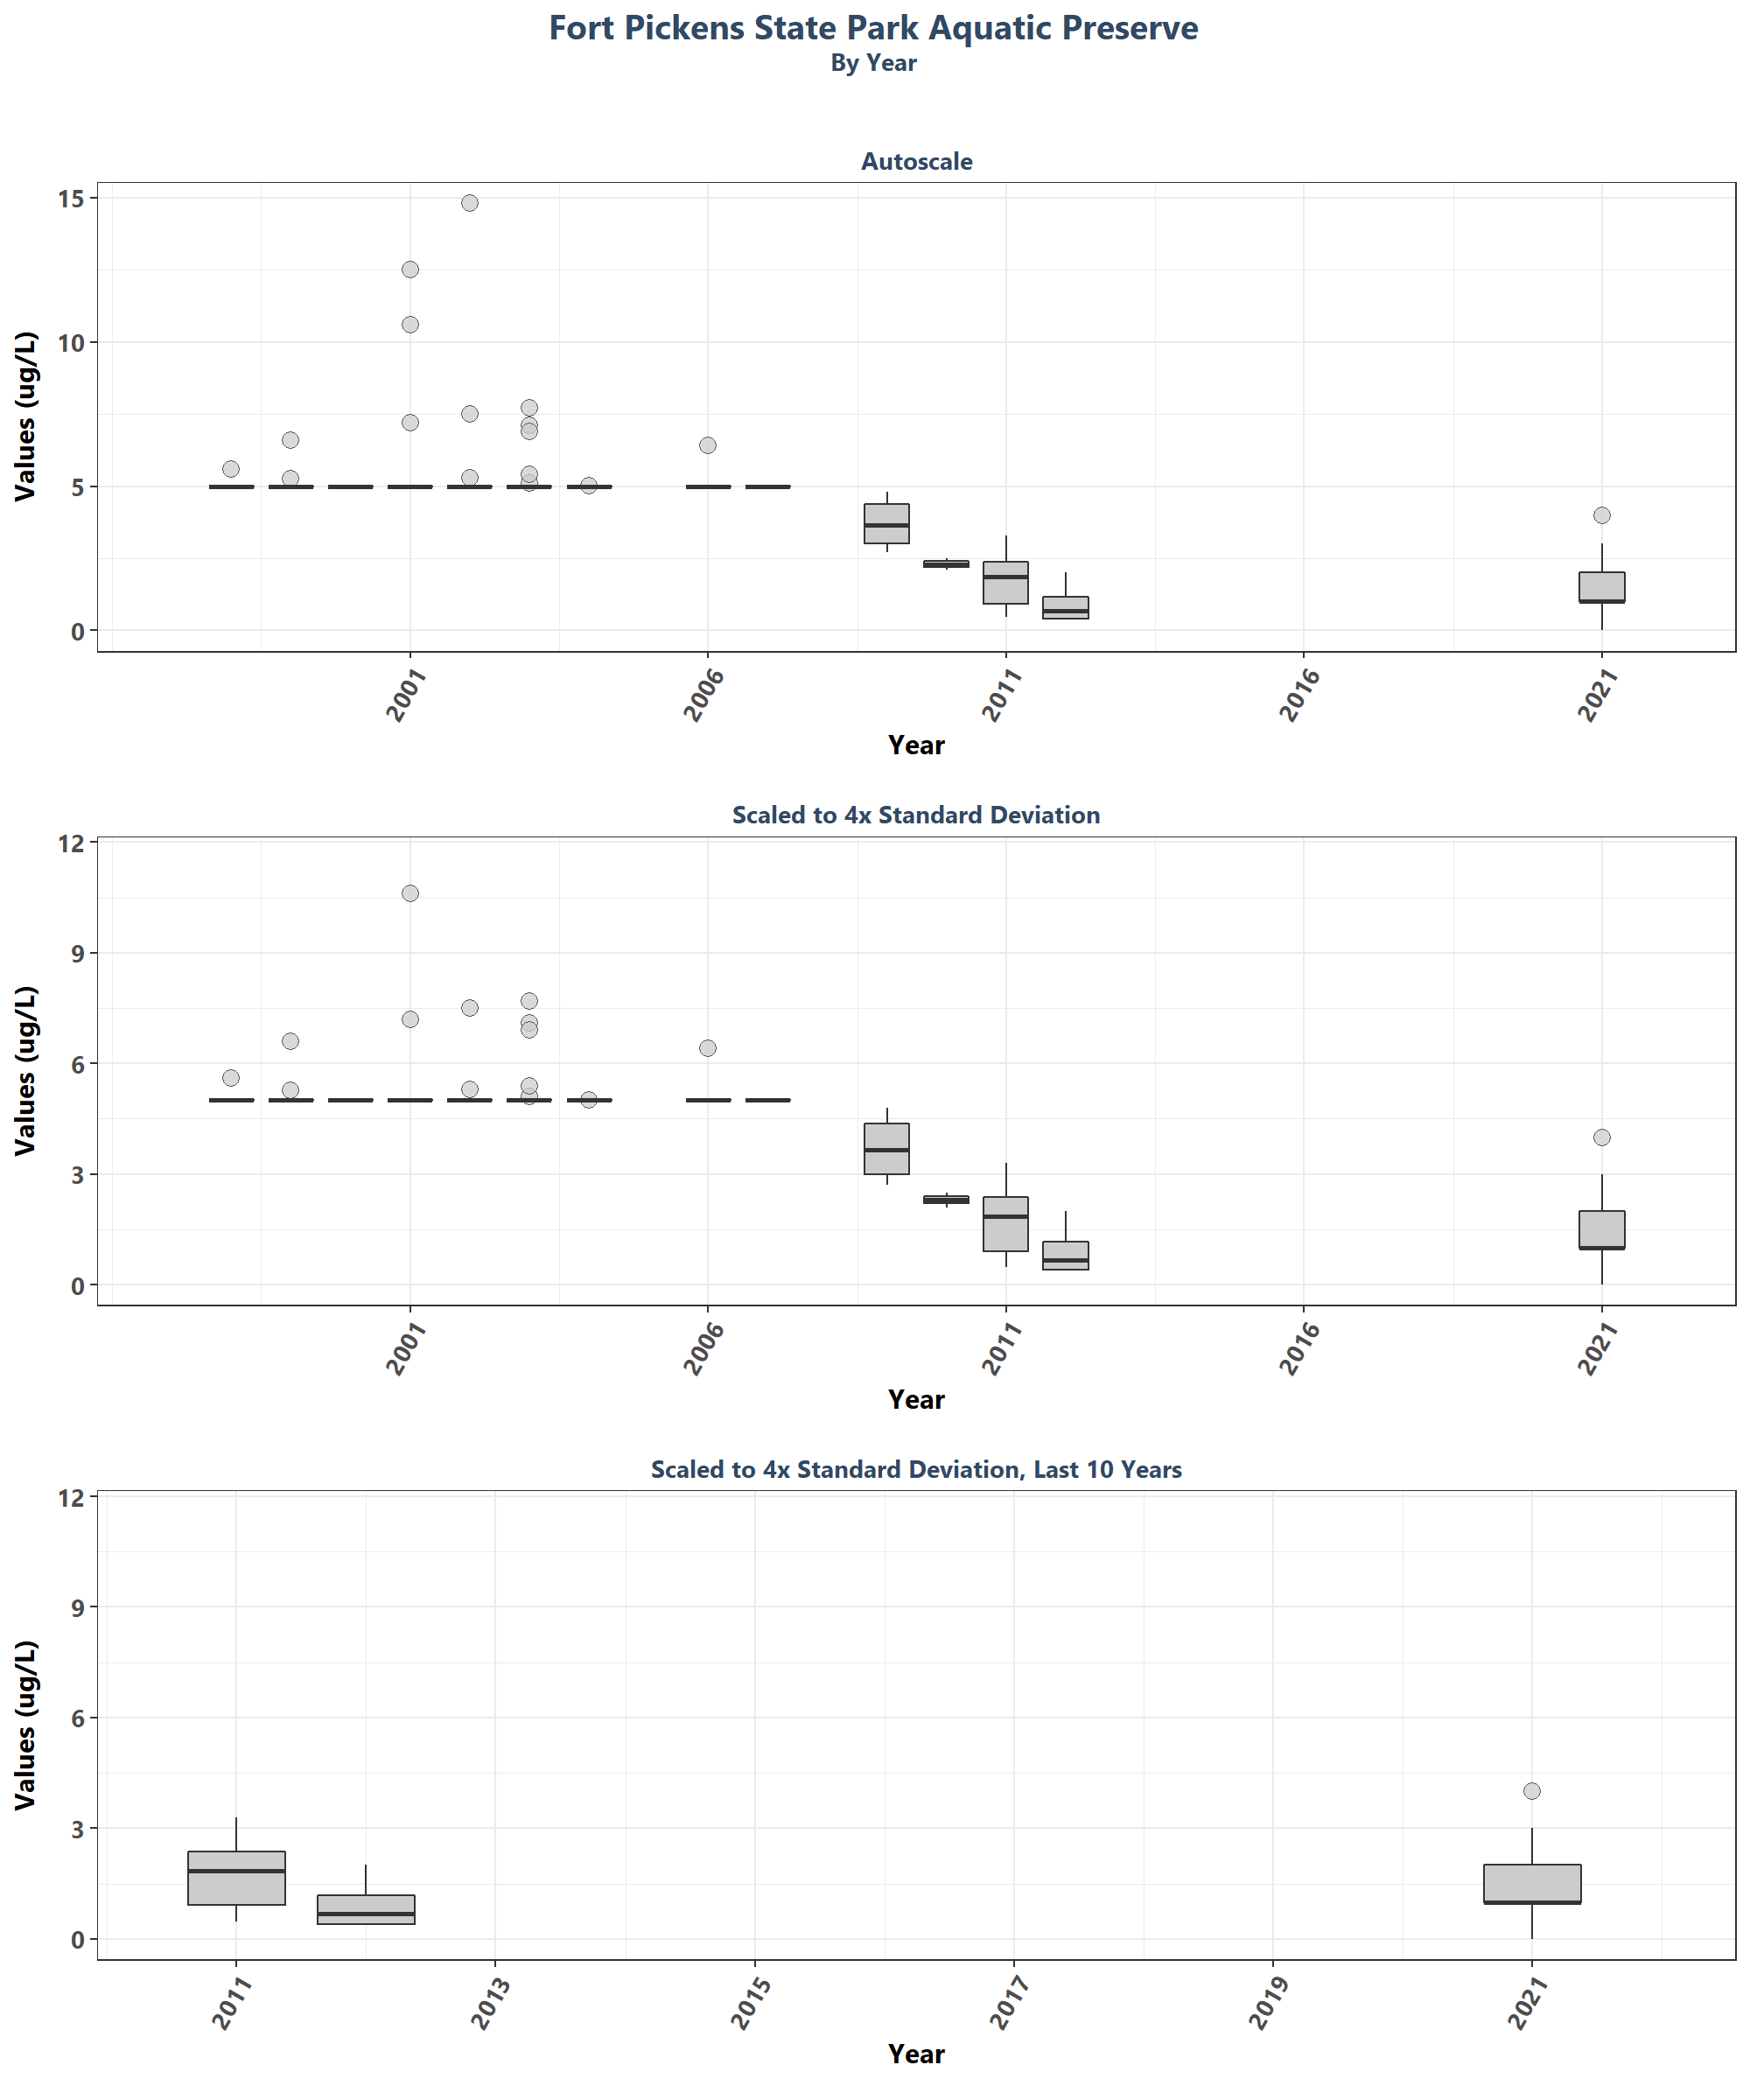 Fort Pickens State Park Aquatic Preserve
By Year
Autoscale
Values (ug/L)
15
10
5
0
2001 2006 2011 2016 2021
Year
Scaled to 4x Standard Deviation
Values (ug/L)
12
9
6
3
0
2001 2006 2011 2016 2021
Year
Scaled to 4x Standard Deviation, Last 10 Years
Values (ug/L)
12
9
6
3
0
2011 2013 2015 2017 2019 2021
Year